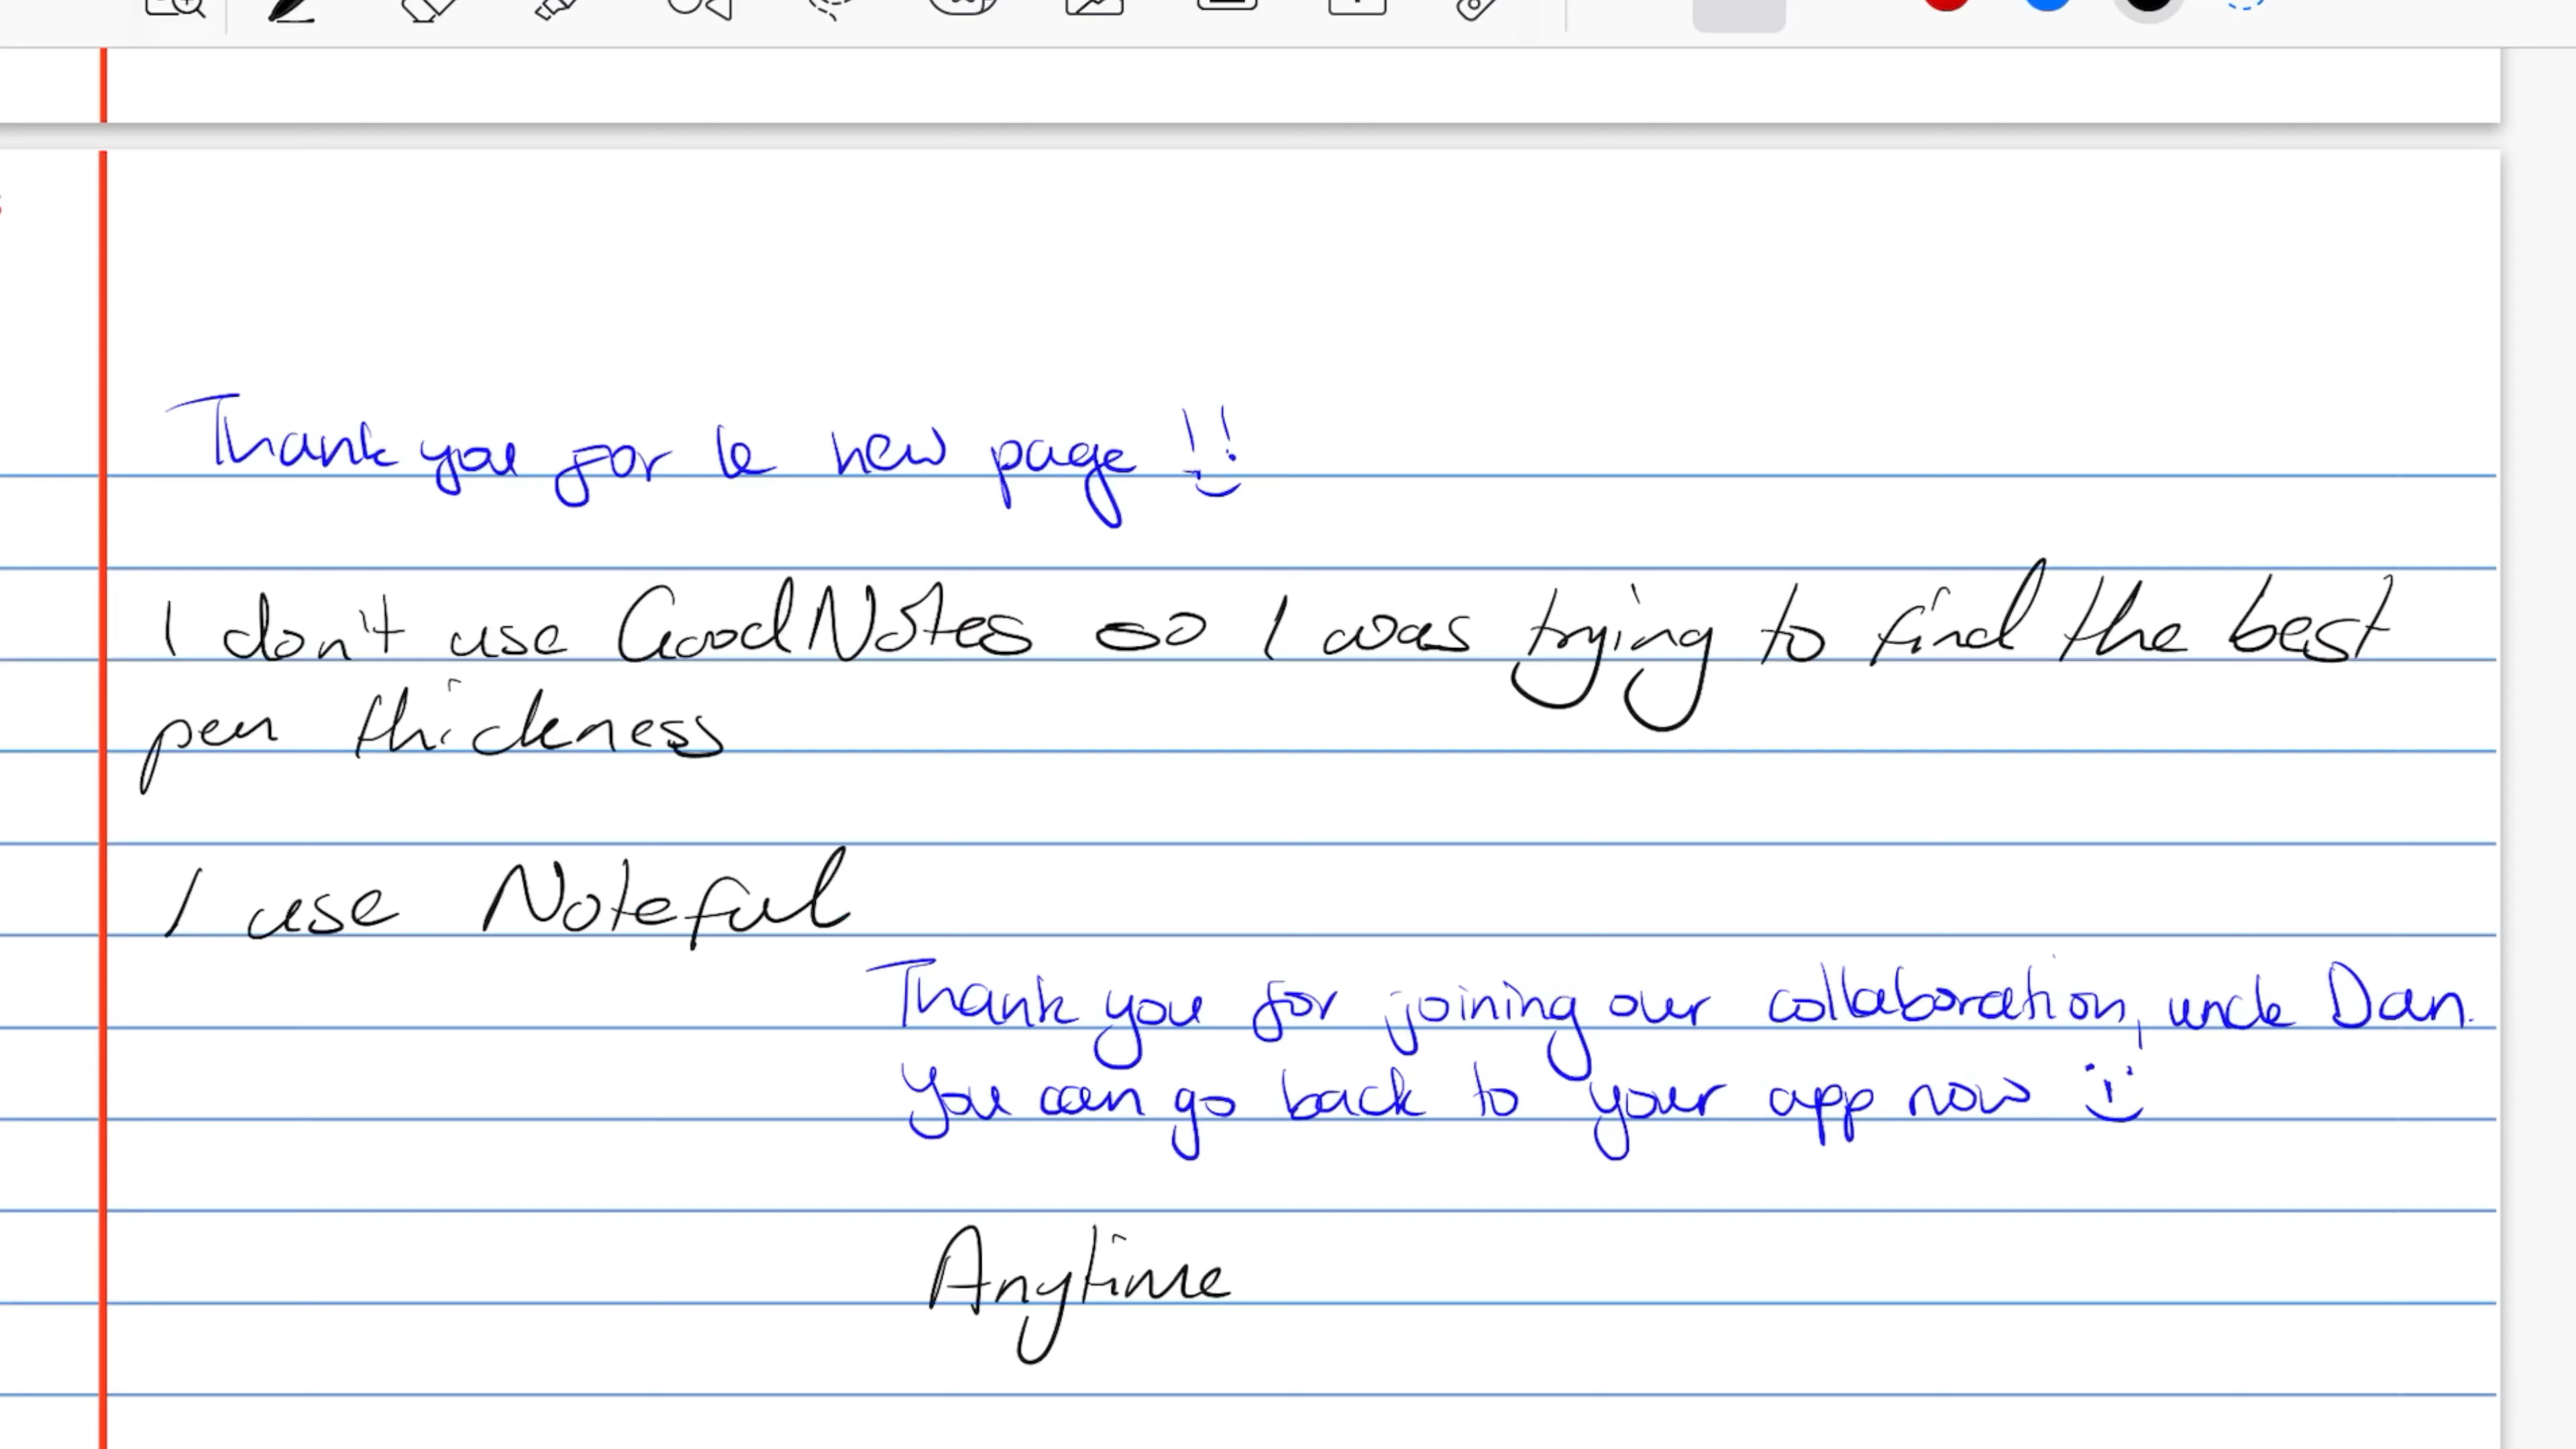 Thank you for le new page !!
I don't use GoodNotes so I was trying to find the best
pen thickness
I use Noteful
Thank you for joining our collaboration, uncle Dan.
You can go back to your app now :)
Anytime